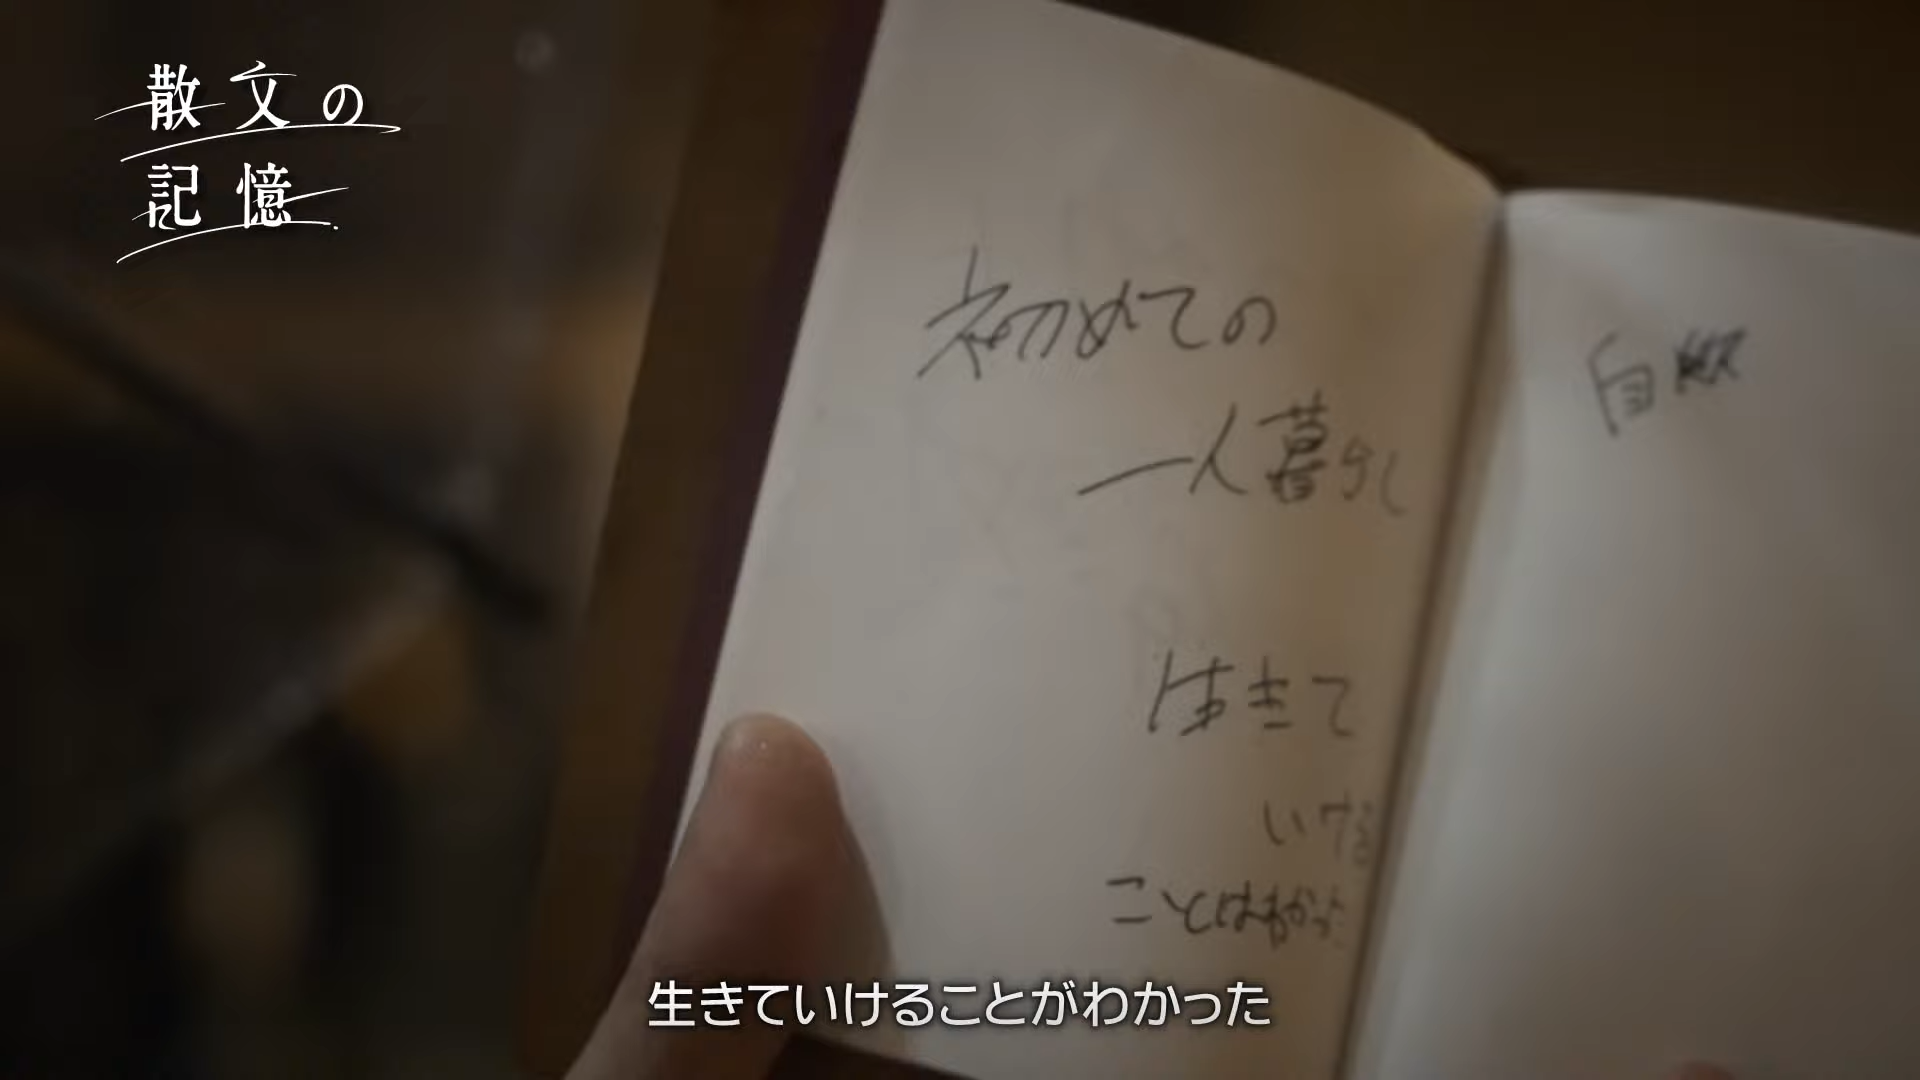 散文の
記憶
初めての
一人暮らし
生きて
いける
ことはわかった
生きていけることがわかった